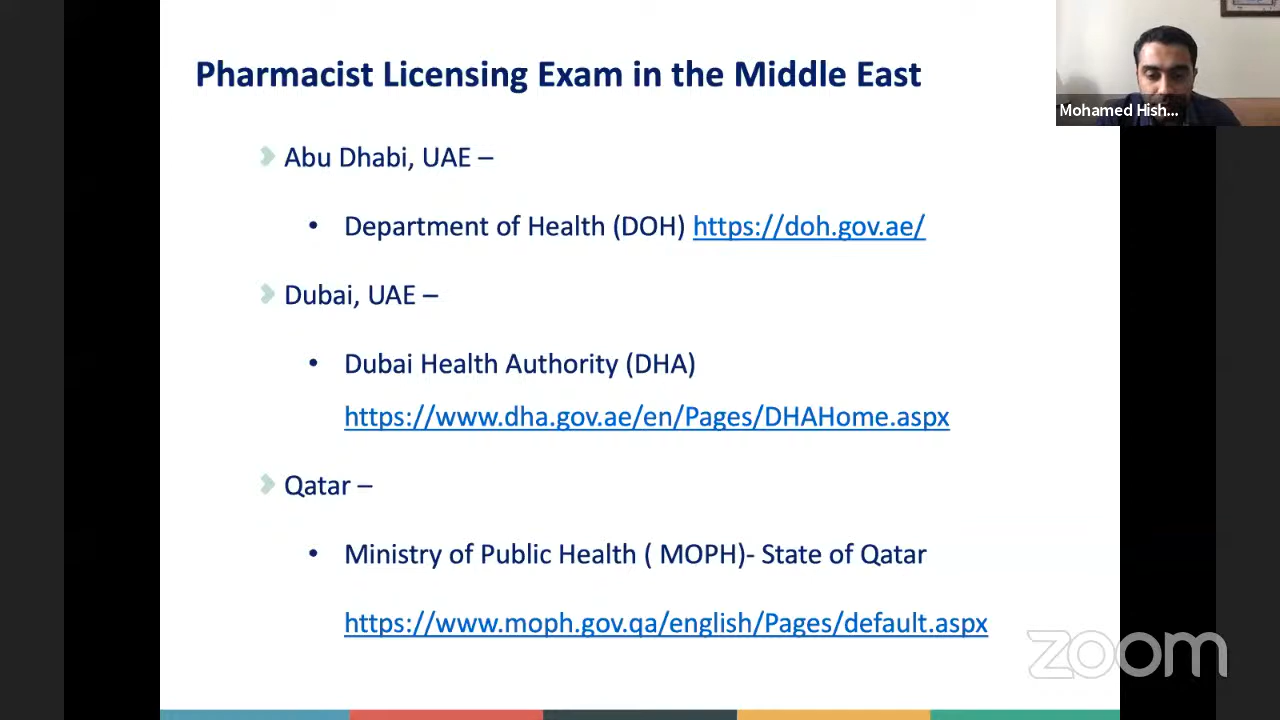 Pharmacist Licensing Exam in the Middle East
Mohamed Hish...
Abu Dhabi, UAE –
• Department of Health (DOH) https://doh.gov.ae/
Dubai, UAE –
• Dubai Health Authority (DHA)
https://www.dha.gov.ae/en/Pages/DHAHome.aspx
Qatar –
• Ministry of Public Health ( MOPH)- State of Qatar
https://www.moph.gov.qa/english/Pages/default.aspx
zoom